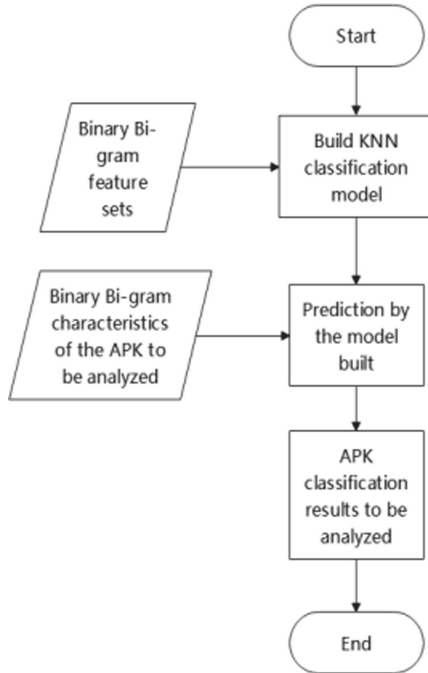 Start
Binary Bi-
gram
feature
sets
Build KNN
classification
model
Binary Bi-gram
characteristics
of the APK to
be analyzed
Prediction by
the model
built
APK
classification
results to be
analyzed
End